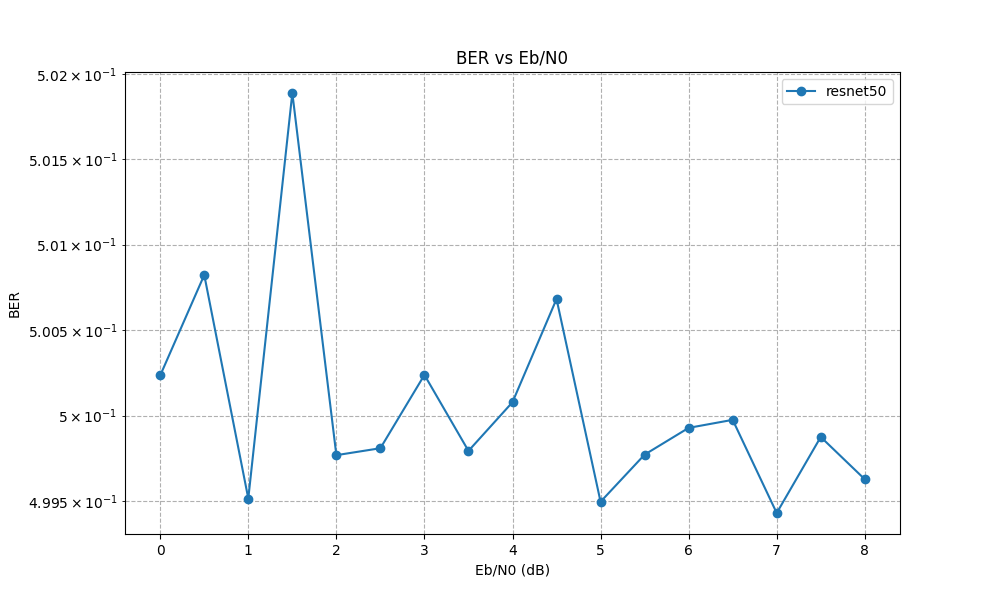 BER vs Eb/N0
resnet50
BER
5.02 × 10⁻¹
5.015 × 10⁻¹
5.01 × 10⁻¹
5.005 × 10⁻¹
5 × 10⁻¹
4.995 × 10⁻¹
0 1 2 3 4 5 6 7 8
Eb/N0 (dB)